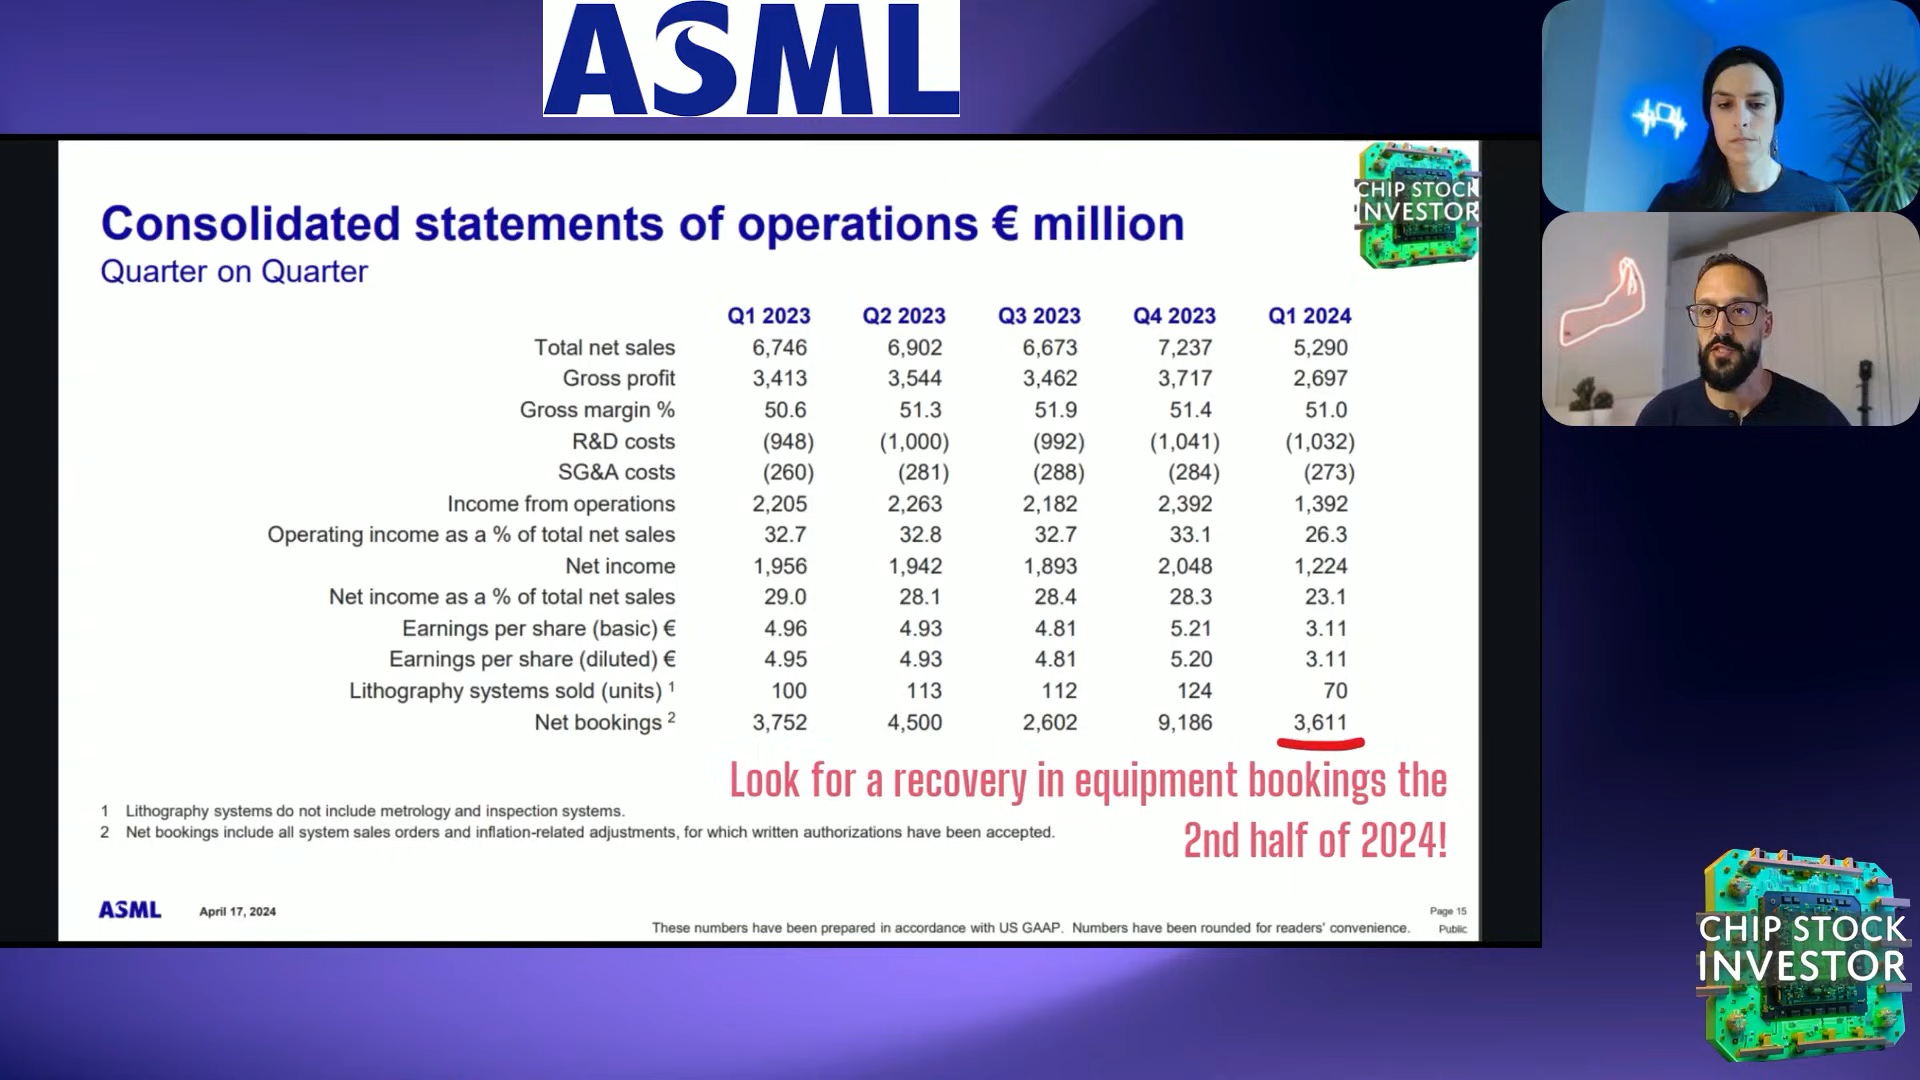 ASML
CHIP STOCK
INVESTOR
Consolidated statements of operations € million
Quarter on Quarter
Q1 2023 Q2 2023 Q3 2023 Q4 2023 Q1 2024
Total net sales 6,746 6,902 6,673 7,237 5,290
Gross profit 3,413 3,544 3,462 3,717 2,697
Gross margin % 50.6 51.3 51.9 51.4 51.0
R&D costs (948) (1,000) (992) (1,041) (1,032)
SG&A costs (260) (281) (288) (284) (273)
Income from operations 2,205 2,263 2,182 2,392 1,392
Operating income as a % of total net sales 32.7 32.8 32.7 33.1 26.3
Net income 1,956 1,942 1,893 2,048 1,224
Net income as a % of total net sales 29.0 28.1 28.4 28.3 23.1
Earnings per share (basic) € 4.96 4.93 4.81 5.21 3.11
Earnings per share (diluted) € 4.95 4.93 4.81 5.20 3.11
Lithography systems sold (units) 1 100 113 112 124 70
Net bookings 2 3,752 4,500 2,602 9,186 3,611
Look for a recovery in equipment bookings the
2nd half of 2024!
1 Lithography systems do not include metrology and inspection systems.
2 Net bookings include all system sales orders and inflation-related adjustments, for which written authorizations have been accepted.
ASML April 17, 2024
These numbers have been prepared in accordance with US GAAP. Numbers have been rounded for readers' convenience.
Page 15
Public
CHIP STOCK
INVESTOR